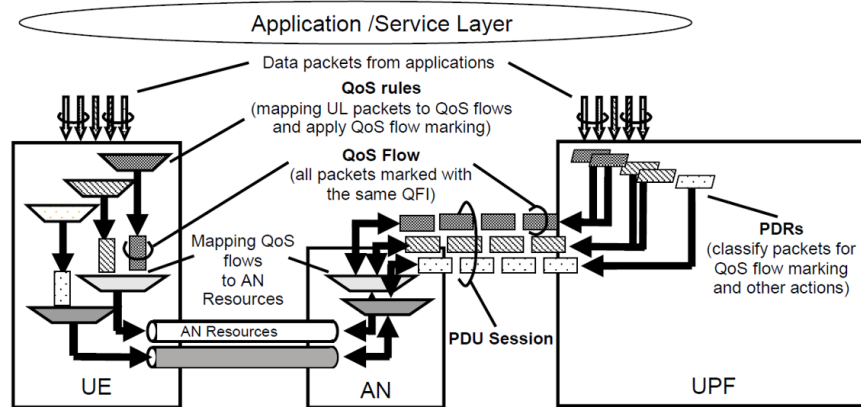 Application /Service Layer
Data packets from applications
QoS rules
(mapping UL packets to QoS flows
and apply QoS flow marking)
QoS Flow
(all packets marked with
the same QFI)
PDRs
(classify packets for
QoS flow marking
and other actions)
Mapping QoS
flows
to AN
Resources
AN Resources
PDU Session
UE
AN
UPF